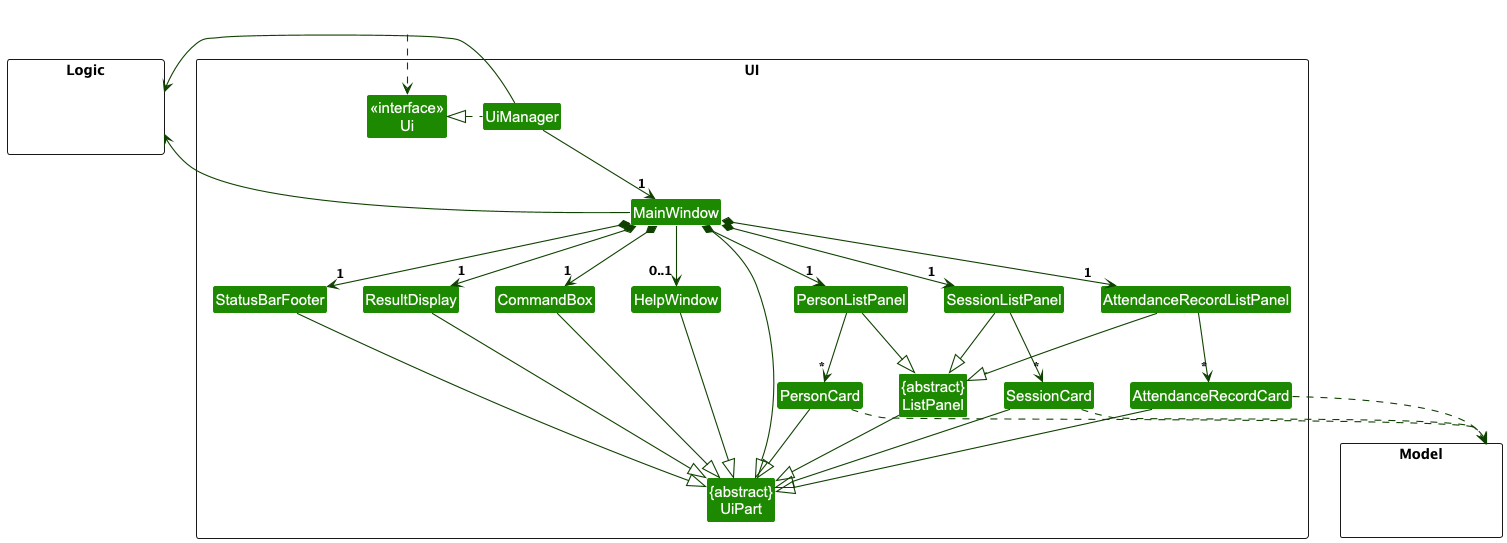 Logic
UI
«interface»
Ui
UiManager
1
MainWindow
1
1
1
0..1
1
1
1
StatusBarFooter
ResultDisplay
CommandBox
HelpWindow
PersonListPanel
SessionListPanel
AttendanceRecordListPanel
*
*
*
PersonCard
{abstract}
ListPanel
SessionCard
AttendanceRecordCard
Model
{abstract}
UiPart